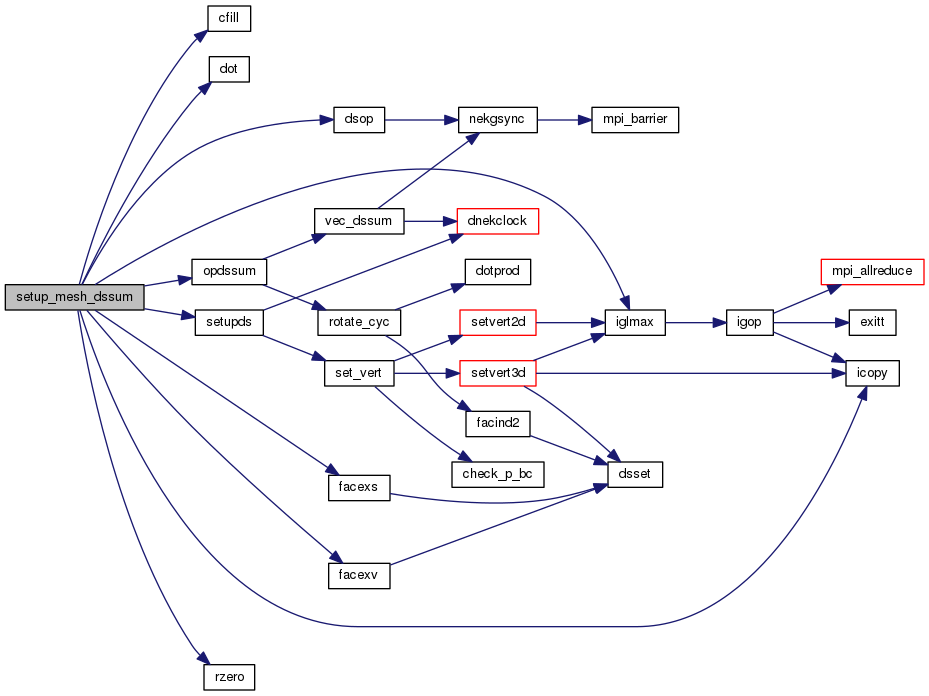 cfill
dot
dsop
nekgsync
mpi_barrier
vec_dssum
dnekclock
opdssum
dotprod
mpi_allreduce
setup_mesh_dssum
setupds
rotate_cyc
setvert2d
iglmax
igop
exitt
set_vert
setvert3d
icopy
facind2
check_p_bc
dsset
facexs
facexv
rzero